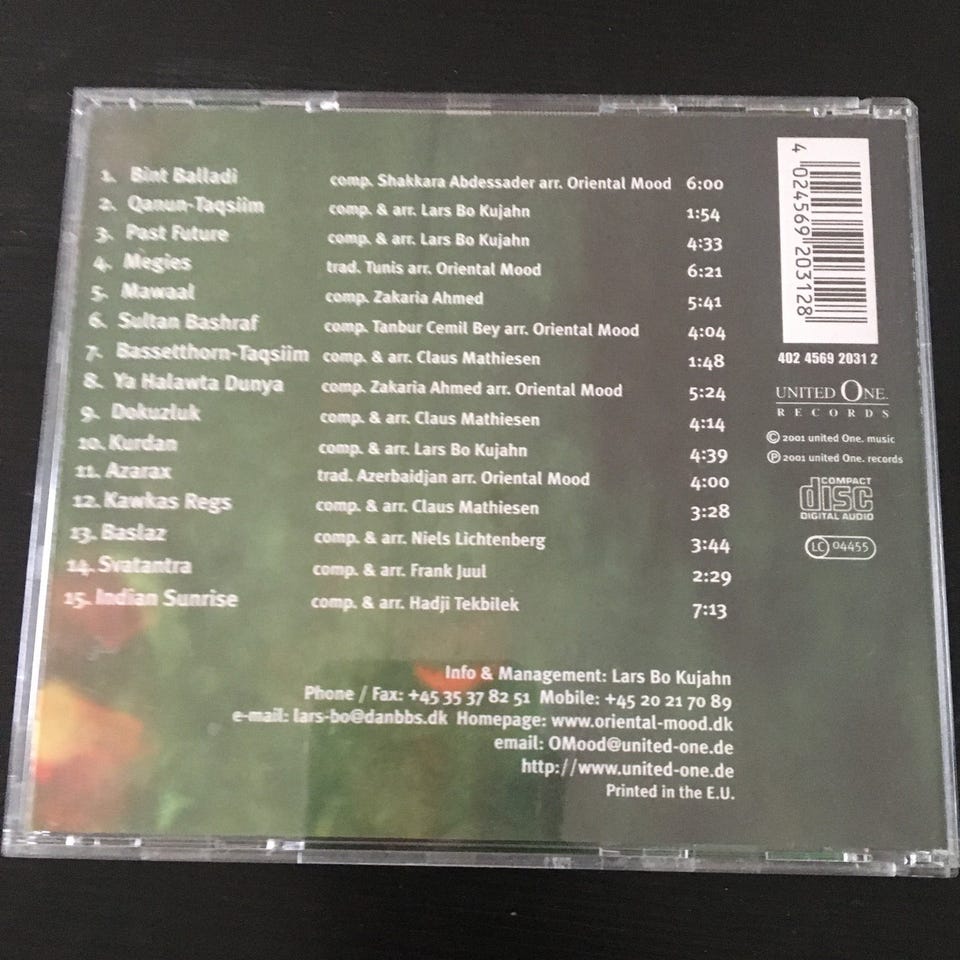 1. Bint Balladi comp. Shakkara Abdessader arr. Oriental Mood 6:00
2. Qanun-Taqsiim comp. & arr. Lars Bo Kujahn 1:54
3. Past Future comp. & arr. Lars Bo Kujahn 4:33
4. Megies trad. Tunis arr. Oriental Mood 6:21
5. Mawaal comp. Zakaria Ahmed 5:41
6. Sultan Bashraf comp. Tanbur Cemil Bey arr. Oriental Mood 4:04
7. Bassetthorn-Taqsiim comp. & arr. Claus Mathiesen 1:48
8. Ya Halawta Dunya comp. Zakaria Ahmed arr. Oriental Mood 5:24
9. Dokuzluk comp. & arr. Claus Mathiesen 4:14
10. Kurdan comp. & arr. Lars Bo Kujahn 4:39
11. Azarax trad. Azerbaidjan arr. Oriental Mood 4:00
12. Kawkas Regs comp. & arr. Claus Mathiesen 3:28
13. Baslaz comp. & arr. Niels Lichtenberg 3:44
14. Svatantra comp. & arr. Frank Juul 2:29
15. Indian Sunrise comp. & arr. Hadji Tekbilek 7:13
Info & Management: Lars Bo Kujahn
Phone / Fax: +45 35 37 82 51 Mobile: +45 20 21 70 89
e-mail: lars-bo@danbbs.dk Homepage: www.oriental-mood.dk
email: OMood@united-one.de
http://www.united-one.de
Printed in the E.U.
4 024569 203128
402 4569 2031 2
UNITED ONE.
RECORDS
© 2001 united One. music
℗ 2001 united One. records
COMPACT
disc
DIGITAL AUDIO
LC 04455